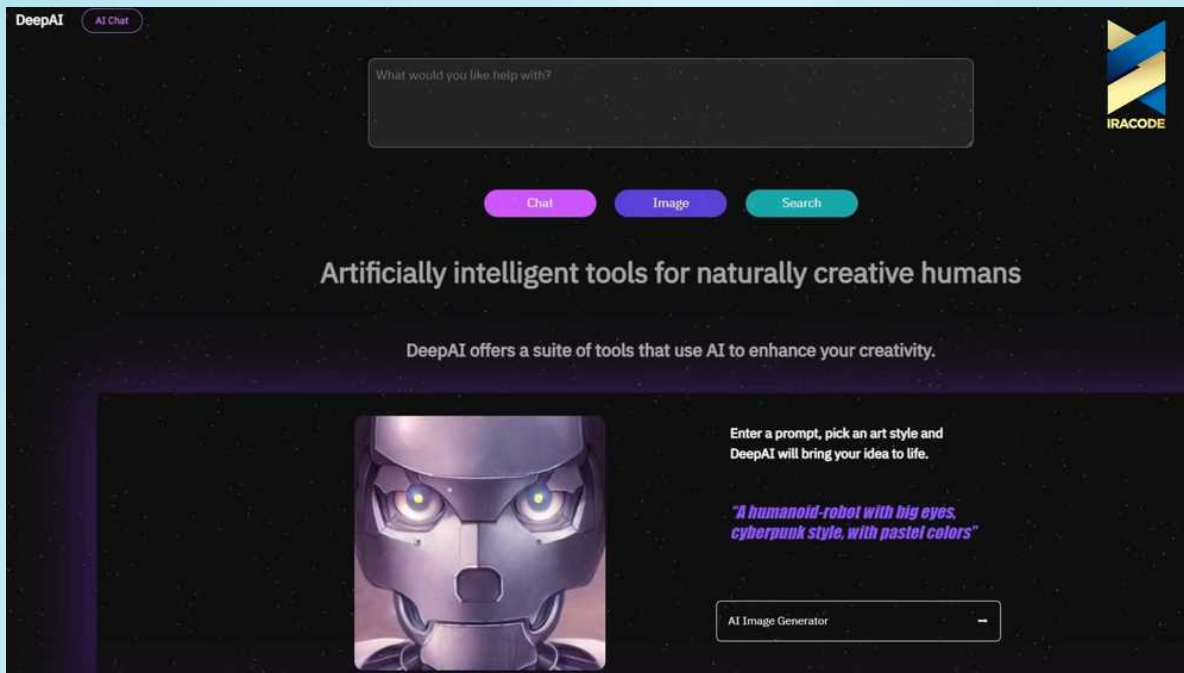 DeepAI
AI Chat
IRACODE
What would you like help with?
Chat
Image
Search
Artificially intelligent tools for naturally creative humans
DeepAI offers a suite of tools that use AI to enhance your creativity.
Enter a prompt, pick an art style and
DeepAI will bring your idea to life.
"A humanoid-robot with big eyes,
cyberpunk style, with pastel colors"
AI Image Generator